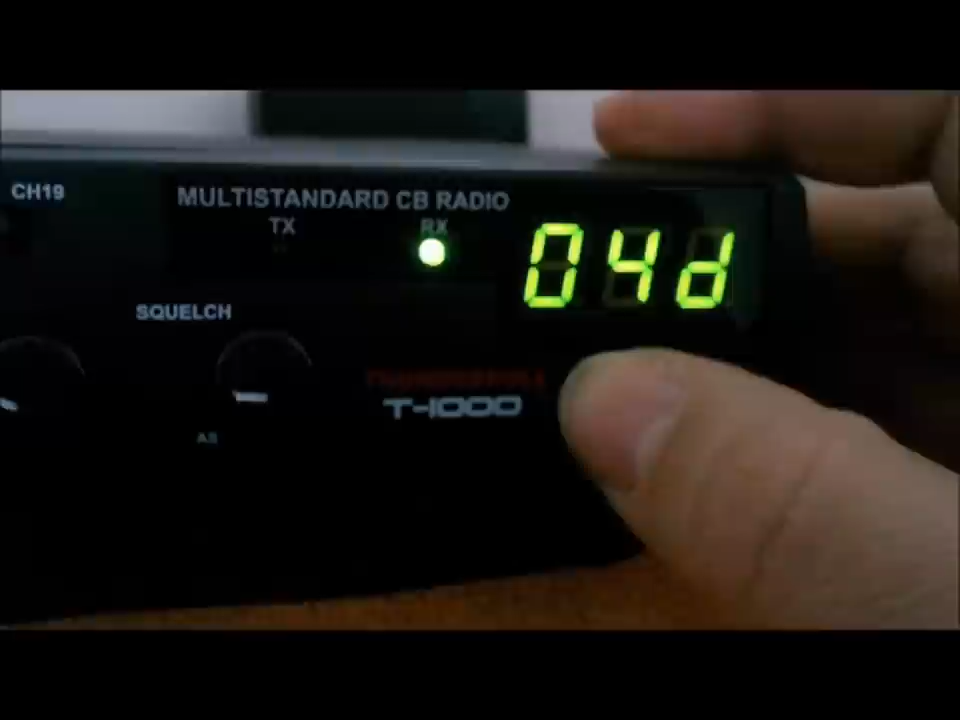 CH19
MULTISTANDARD CB RADIO
TX RX
04d
SQUELCH
T-1000